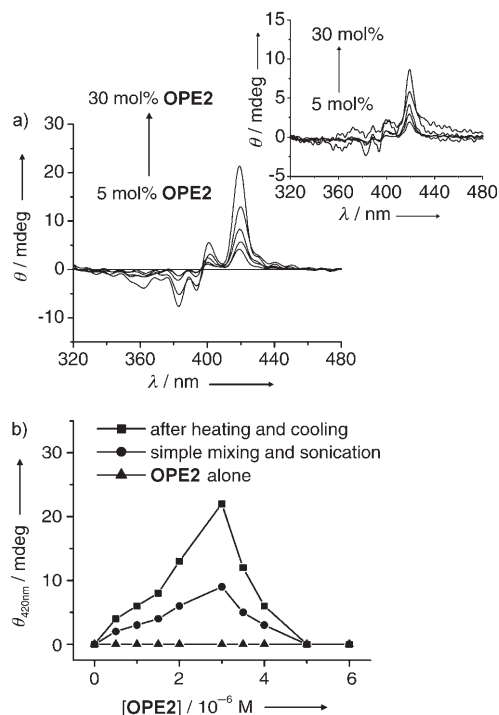 a)
30 mol% OPE2
5 mol% OPE2
θ / mdeg
30
20
10
0
-10
320 360 400 440 480
λ / nm
30 mol%
5 mol%
θ / mdeg
15
10
5
0
-5
320 360 400 440 480
λ / nm
b)
after heating and cooling
simple mixing and sonication
OPE2 alone
θ420nm / mdeg
30
20
10
0
0 2 4 6
[OPE2] / 10⁻⁶ M